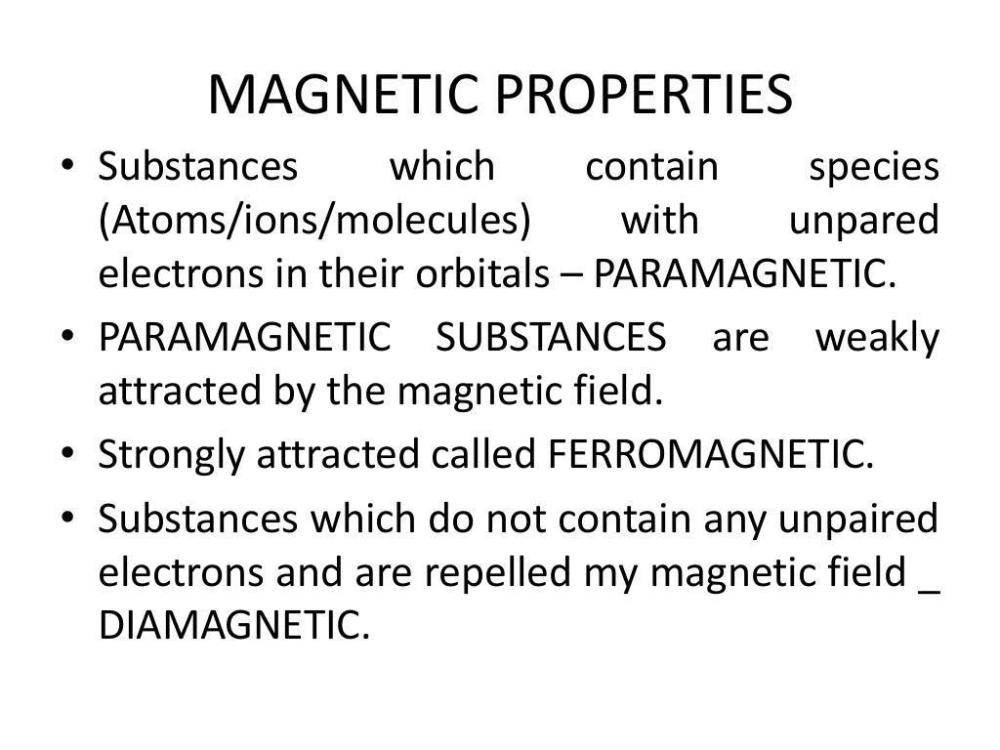 MAGNETIC PROPERTIES
• Substances which contain species
(Atoms/ions/molecules) with unpared
electrons in their orbitals – PARAMAGNETIC.
• PARAMAGNETIC SUBSTANCES are weakly
attracted by the magnetic field.
• Strongly attracted called FERROMAGNETIC.
• Substances which do not contain any unpaired
electrons and are repelled my magnetic field _
DIAMAGNETIC.